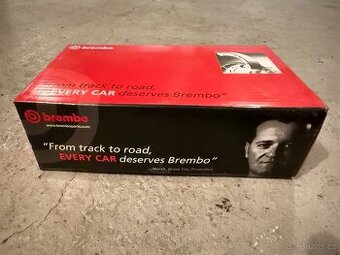 brembo
"From track to road,
EVERY CAR deserves Brembo"
brembo
www.bremboparts.com
"From track to road,
EVERY CAR deserves Brembo"